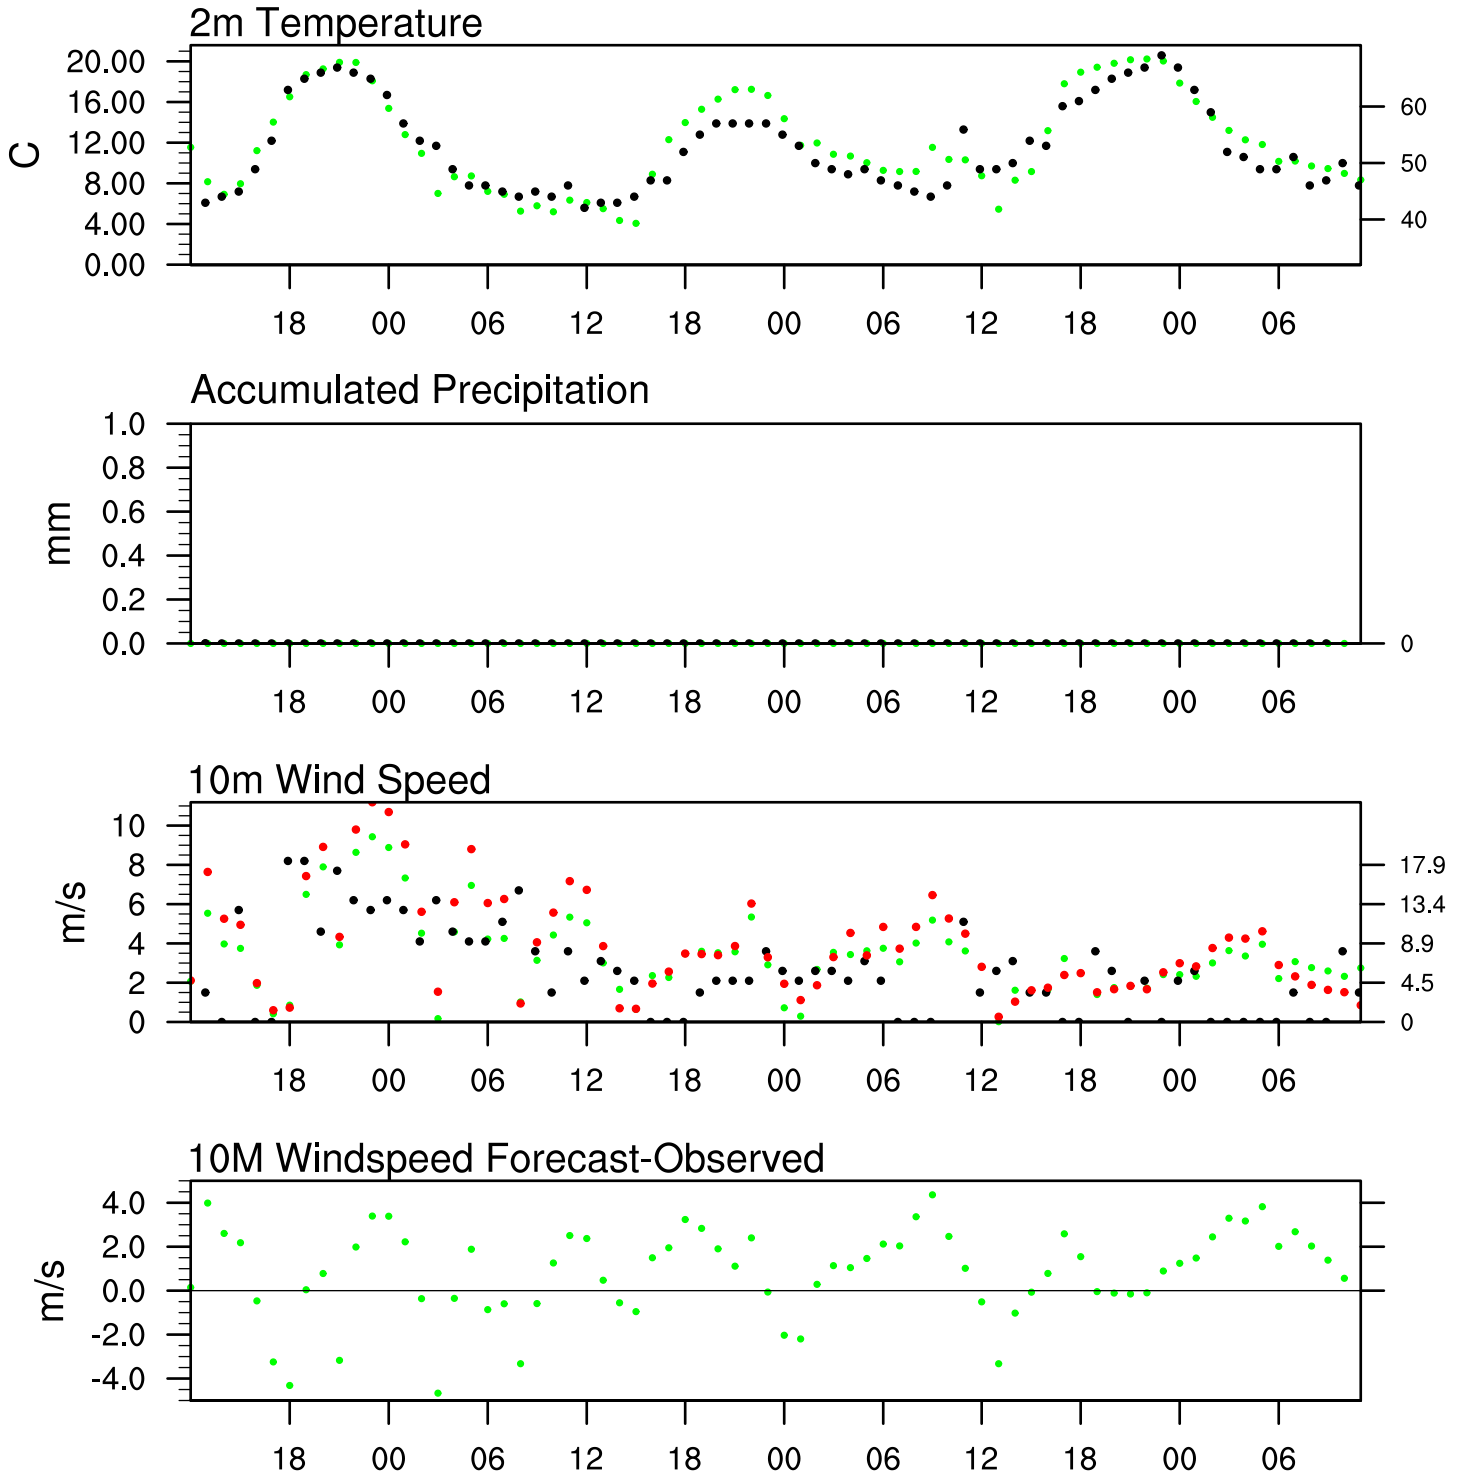 2m Temperature
20.00
16.00
12.00
8.00
4.00
0.00
C
60
50
40
18 00 06 12 18 00 06 12 18 00 06
Accumulated Precipitation
1.0
0.8
0.6
0.4
0.2
0.0
mm
0
18 00 06 12 18 00 06 12 18 00 06
10m Wind Speed
10
8
6
4
2
0
m/s
17.9
13.4
8.9
4.5
0
18 00 06 12 18 00 06 12 18 00 06
10M Windspeed Forecast-Observed
4.0
2.0
0.0
-2.0
-4.0
m/s
18 00 06 12 18 00 06 12 18 00 06